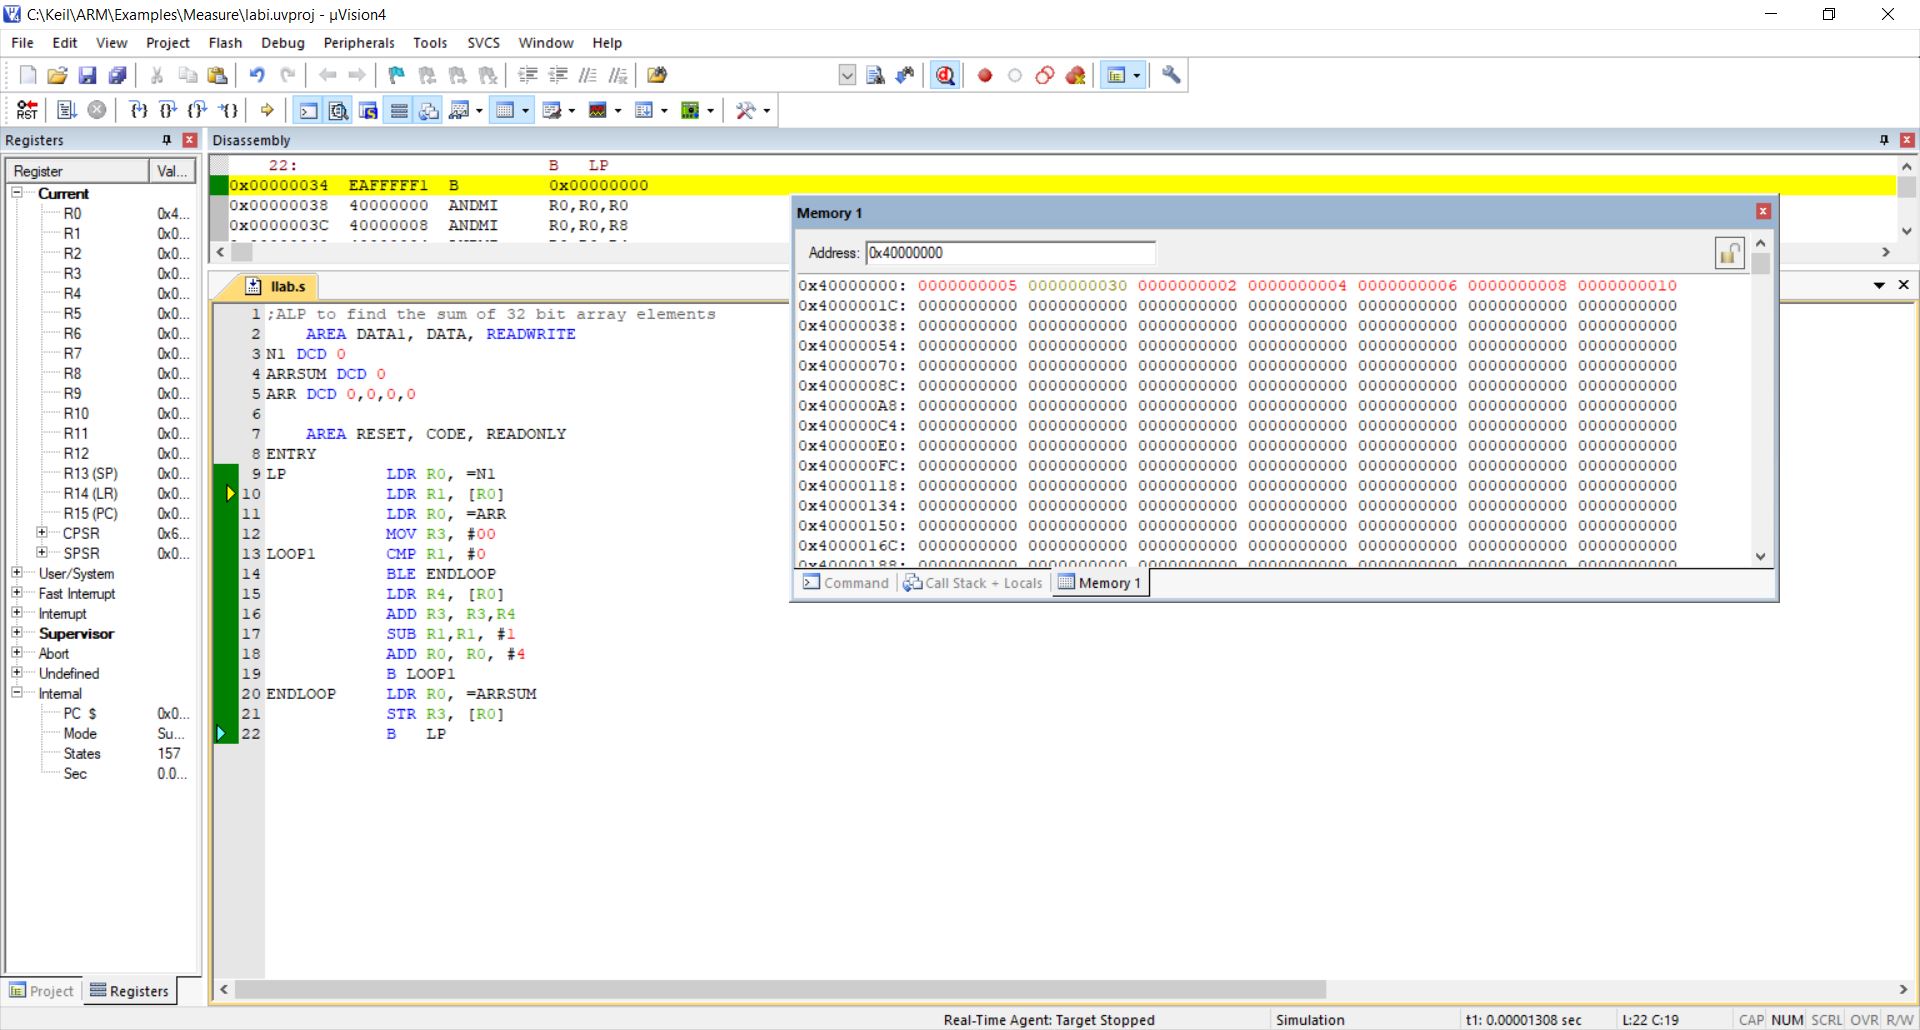 C:\Keil\ARM\Examples\Measure\labi.uvproj - µVision4
File Edit View Project Flash Debug Peripherals Tools SVCS Window Help
RST
Registers
Register Val...
Current
R0 0x4...
R1 0x0...
R2 0x0...
R3 0x0...
R4 0x0...
R5 0x0...
R6 0x0...
R7 0x0...
R8 0x0...
R9 0x0...
R10 0x0...
R11 0x0...
R12 0x0...
R13 (SP) 0x0...
R14 (LR) 0x0...
R15 (PC) 0x0...
CPSR 0x6...
SPSR 0x0...
User/System
Fast Interrupt
Interrupt
Supervisor
Abort
Undefined
Internal
PC $ 0x0...
Mode Su...
States 157
Sec 0.0...
Project Registers
Disassembly
22: B LP
0x00000034 EAFFFFF1 B 0x00000000
0x00000038 40000000 ANDMI R0,R0,R0
0x0000003C 40000008 ANDMI R0,R0,R8
llab.s
1 ;ALP to find the sum of 32 bit array elements
2 AREA DATA1, DATA, READWRITE
3 N1 DCD 0
4 ARRSUM DCD 0
5 ARR DCD 0,0,0,0
6
7 AREA RESET, CODE, READONLY
8 ENTRY
9 LP LDR R0, =N1
10 LDR R1, [R0]
11 LDR R0, =ARR
12 MOV R3, #00
13 LOOP1 CMP R1, #0
14 BLE ENDLOOP
15 LDR R4, [R0]
16 ADD R3, R3,R4
17 SUB R1,R1, #1
18 ADD R0, R0, #4
19 B LOOP1
20 ENDLOOP LDR R0, =ARRSUM
21 STR R3, [R0]
22 B LP
Memory 1
Address: 0x40000000
0x40000000: 0000000005 0000000030 0000000002 0000000004 0000000006 0000000008 0000000010
0x4000001C: 0000000000 0000000000 0000000000 0000000000 0000000000 0000000000 0000000000
0x40000038: 0000000000 0000000000 0000000000 0000000000 0000000000 0000000000 0000000000
0x40000054: 0000000000 0000000000 0000000000 0000000000 0000000000 0000000000 0000000000
0x40000070: 0000000000 0000000000 0000000000 0000000000 0000000000 0000000000 0000000000
0x4000008C: 0000000000 0000000000 0000000000 0000000000 0000000000 0000000000 0000000000
0x400000A8: 0000000000 0000000000 0000000000 0000000000 0000000000 0000000000 0000000000
0x400000C4: 0000000000 0000000000 0000000000 0000000000 0000000000 0000000000 0000000000
0x400000E0: 0000000000 0000000000 0000000000 0000000000 0000000000 0000000000 0000000000
0x400000FC: 0000000000 0000000000 0000000000 0000000000 0000000000 0000000000 0000000000
0x40000118: 0000000000 0000000000 0000000000 0000000000 0000000000 0000000000 0000000000
0x40000134: 0000000000 0000000000 0000000000 0000000000 0000000000 0000000000 0000000000
0x40000150: 0000000000 0000000000 0000000000 0000000000 0000000000 0000000000 0000000000
0x4000016C: 0000000000 0000000000 0000000000 0000000000 0000000000 0000000000 0000000000
0x40000188: 0000000000 0000000000 0000000000 0000000000 0000000000 0000000000 0000000000
Command Call Stack + Locals Memory 1
Real-Time Agent: Target Stopped Simulation t1: 0.00001308 sec L:22 C:19 CAP NUM SCRL OVR R/W